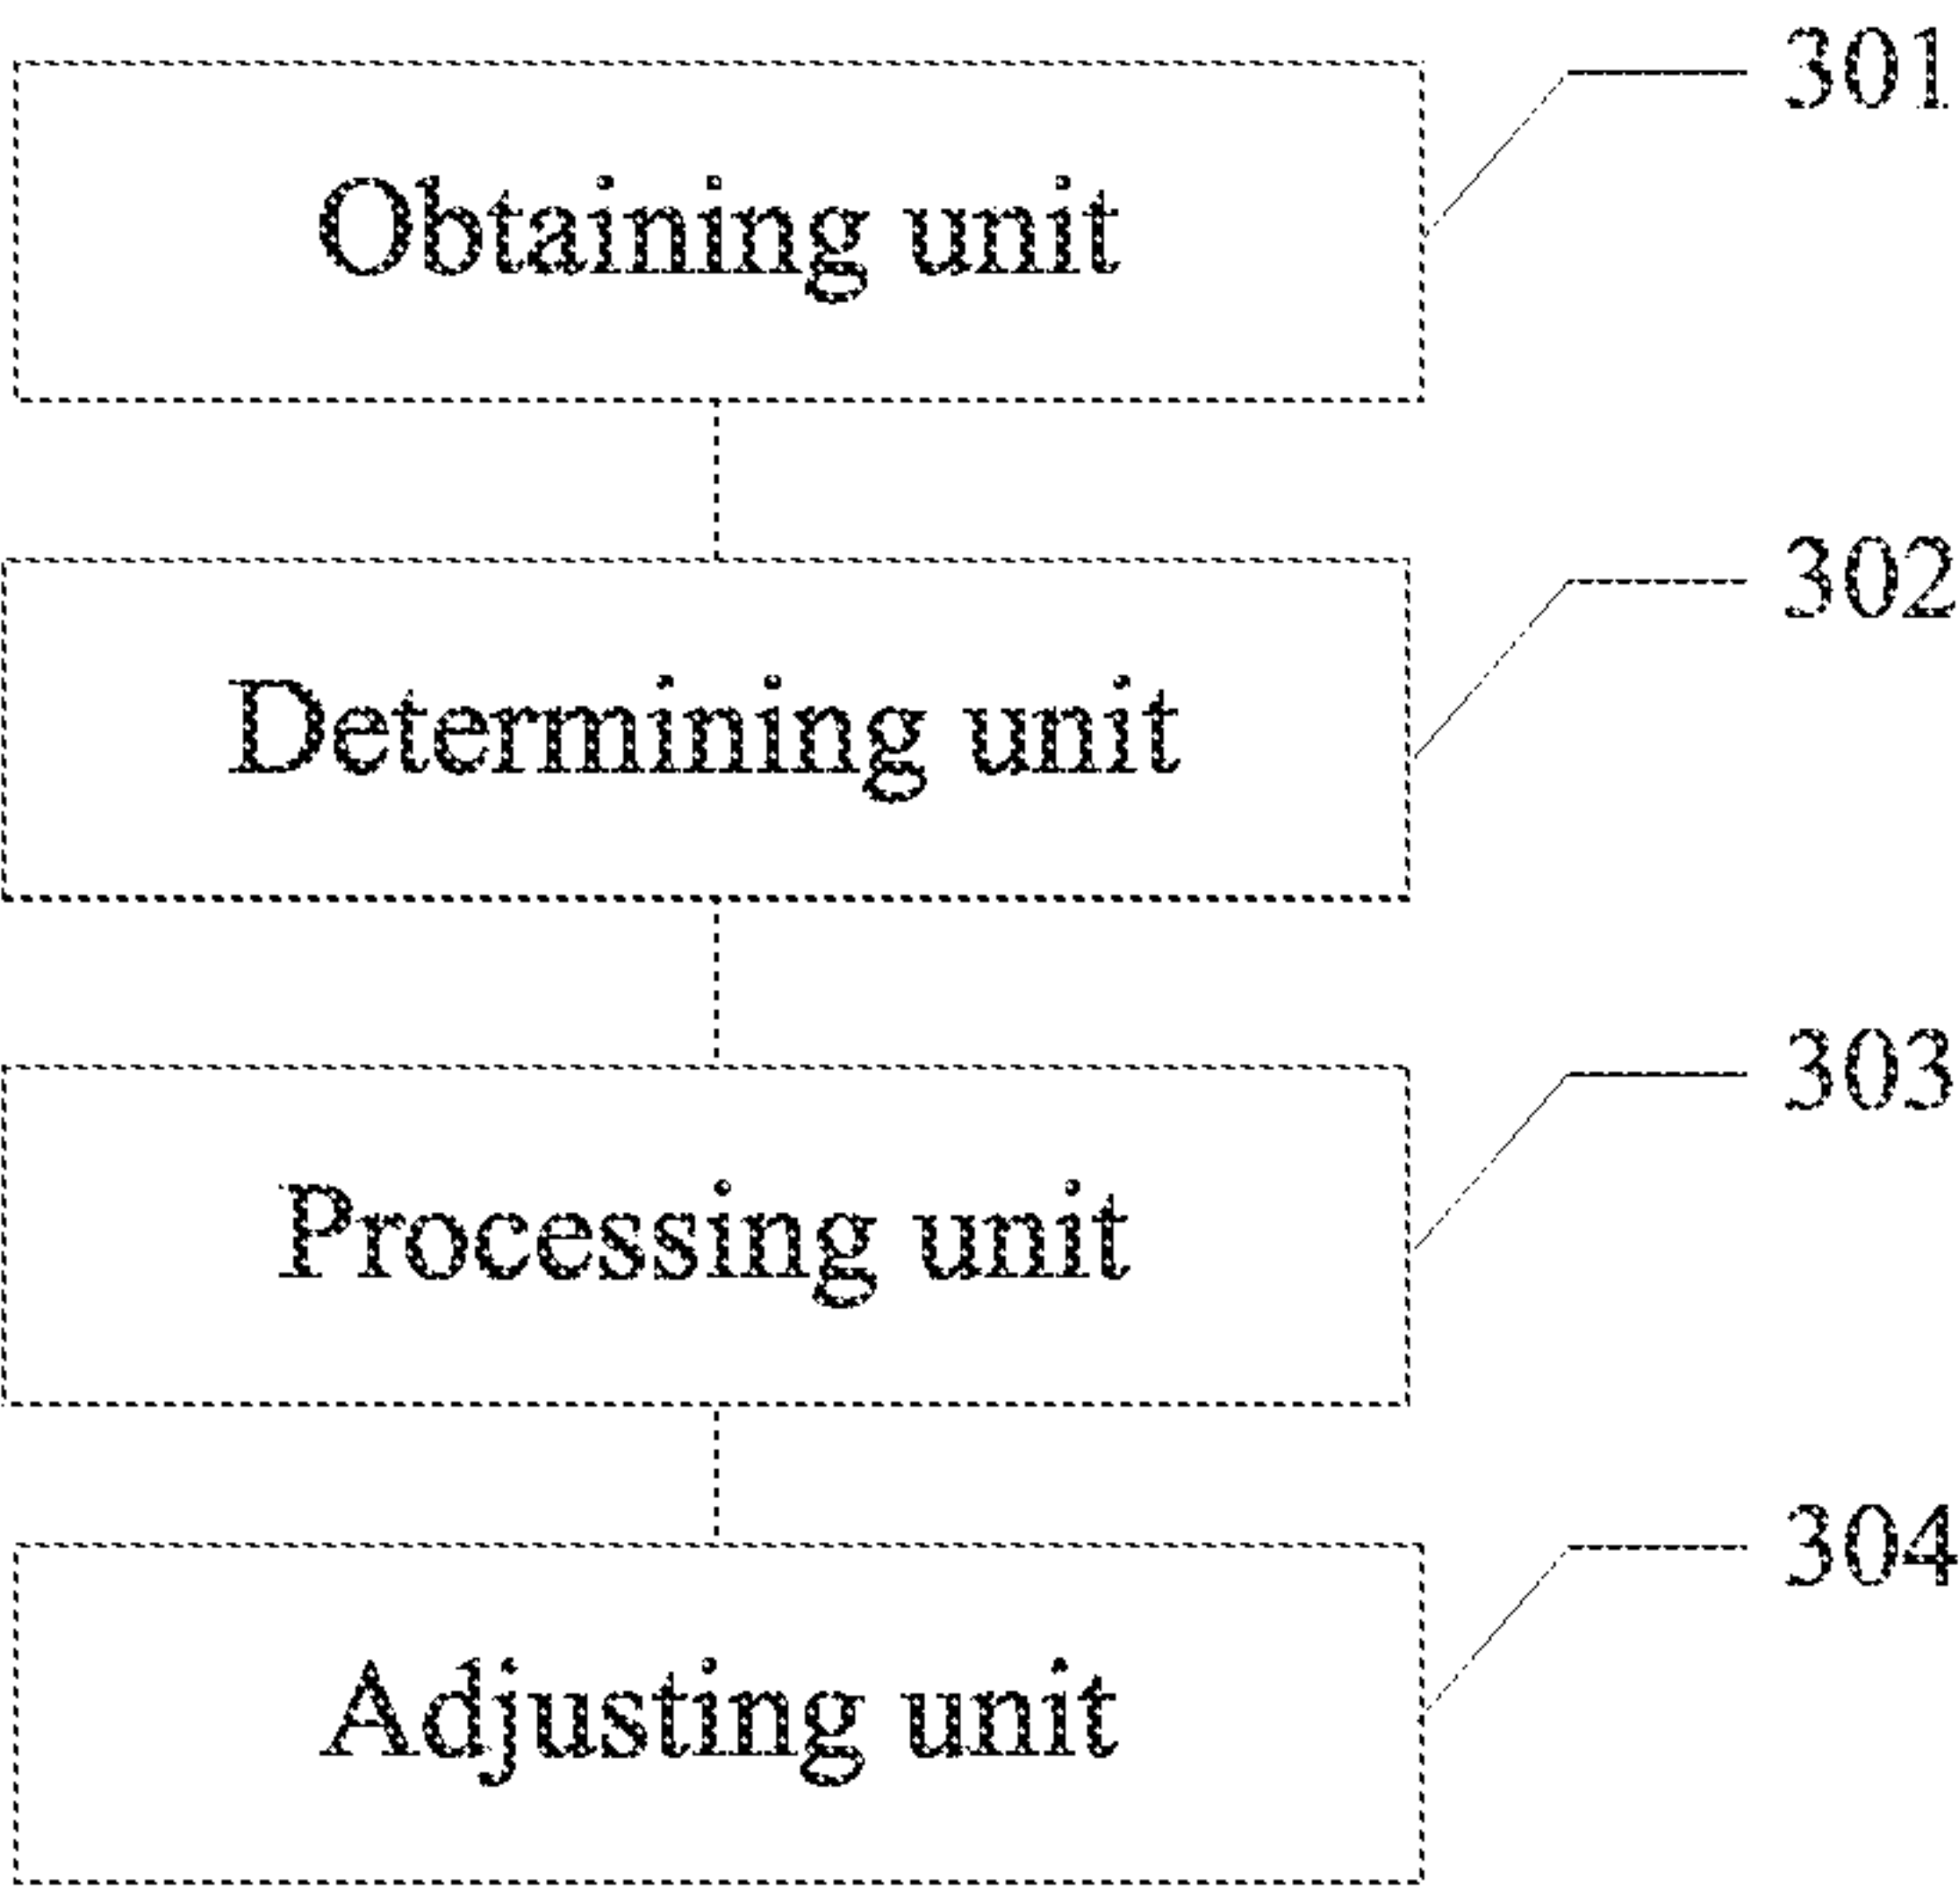 301
Obtaining unit
302
Determining unit
303
Processing unit
304
Adjusting unit